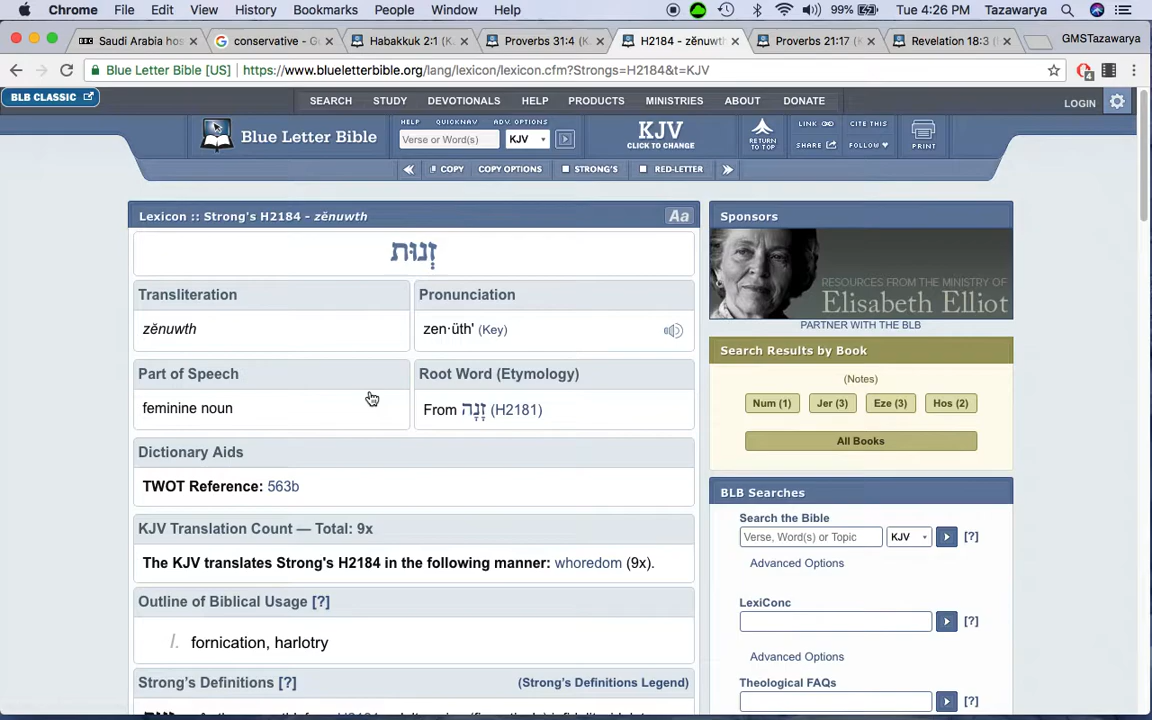 Chrome File Edit View History Bookmarks People Window Help 99% Tue 4:26 PM Tazawarya
Saudi Arabia hos × conservative - Go × Habakkuk 2:1 (K × Proverbs 31:4 (K × H2184 - zĕnuwth × Proverbs 21:17 ( × Revelation 18:3 ( × GMSTazawarya
Blue Letter Bible [US] https://www.blueletterbible.org/lang/lexicon/lexicon.cfm?Strongs=H2184&t=KJV 4
BLB CLASSIC SEARCH STUDY DEVOTIONALS HELP PRODUCTS MINISTRIES ABOUT DONATE LOGIN
HELP QUICKNAV ADV. OPTIONS
Blue Letter Bible Verse or Word(s) KJV KJV CLICK TO CHANGE RETURN TO TOP LINK CITE THIS SHARE FOLLOW PRINT
COPY COPY OPTIONS STRONG'S RED-LETTER
Lexicon :: Strong's H2184 - zĕnuwth Aa
זְנוּת
Transliteration Pronunciation
zĕnuwth zen·üth' (Key)
Part of Speech Root Word (Etymology)
feminine noun From זָנָה (H2181)
Dictionary Aids
TWOT Reference: 563b
KJV Translation Count — Total: 9x
The KJV translates Strong's H2184 in the following manner: whoredom (9x).
Outline of Biblical Usage [?]
I. fornication, harlotry
Strong's Definitions [?] (Strong's Definitions Legend)
Sponsors
RESOURCES FROM THE MINISTRY OF
Elisabeth Elliot
PARTNER WITH THE BLB
Search Results by Book
(Notes)
Num (1) Jer (3) Eze (3) Hos (2)
All Books
BLB Searches
Search the Bible
Verse, Word(s) or Topic KJV [?]
Advanced Options
LexiConc
[?]
Advanced Options
Theological FAQs
[?]